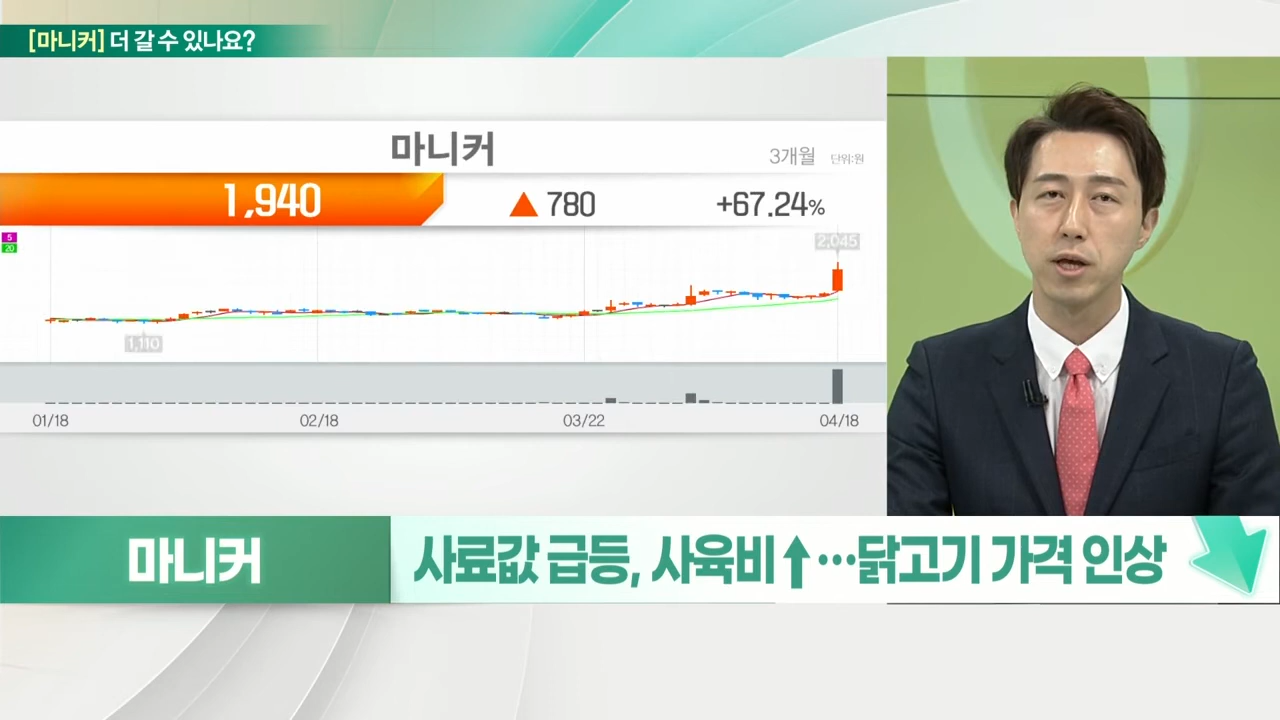 [마니커] 더 갈 수 있나요?
마니커
3개월 단위:원
1,940 ▲ 780 +67.24%
5
20
2,045
1,110
01/18 02/18 03/22 04/18
마니커
사료값 급등, 사육비↑…닭고기 가격 인상